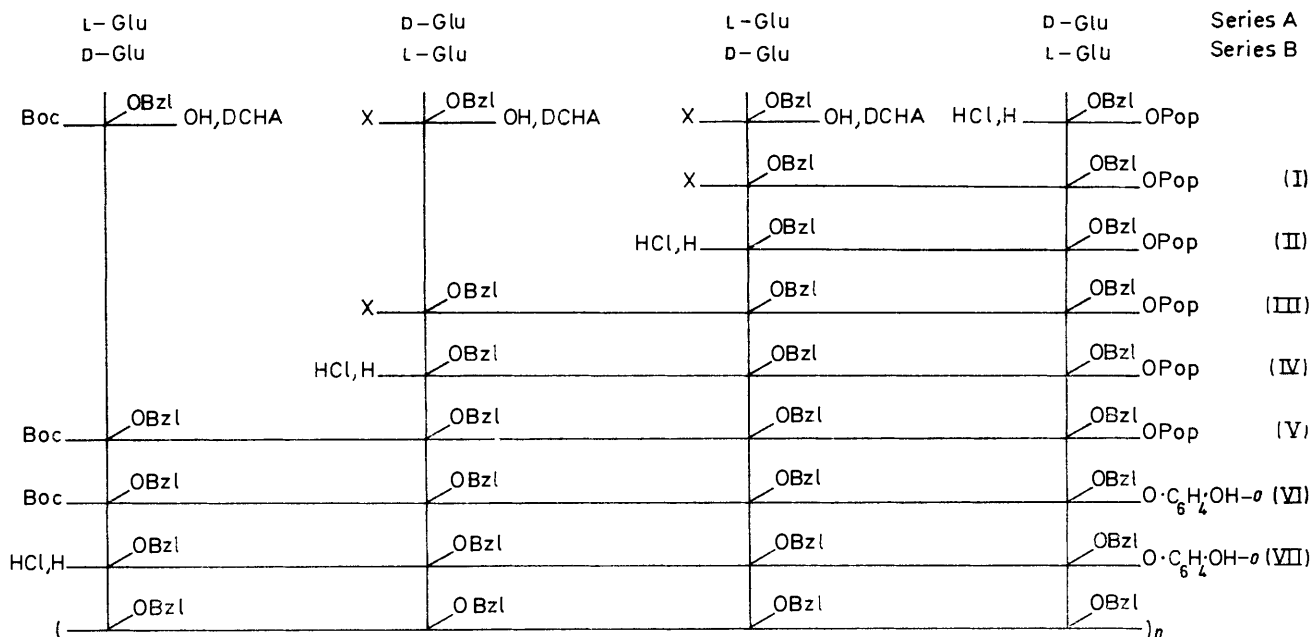 L-Glu D-Glu L-Glu D-Glu Series A
D-Glu L-Glu D-Glu L-Glu Series B
OBzl OBzl OBzl OBzl
Boc OH,DCHA X OH,DCHA X OH,DCHA HCl,H OPop
OBzl OBzl
X OPop (I)
OBzl OBzl
HCl,H OPop (II)
OBzl OBzl OBzl
X OPop (III)
OBzl OBzl OBzl
HCl,H OPop (IV)
OBzl OBzl OBzl OBzl
Boc OPop (V)
OBzl OBzl OBzl OBzl
Boc O·C6H4·OH-o (VI)
OBzl OBzl OBzl OBzl
HCl,H O·C6H4·OH-o (VII)
OBzl OBzl OBzl OBzl
( )n